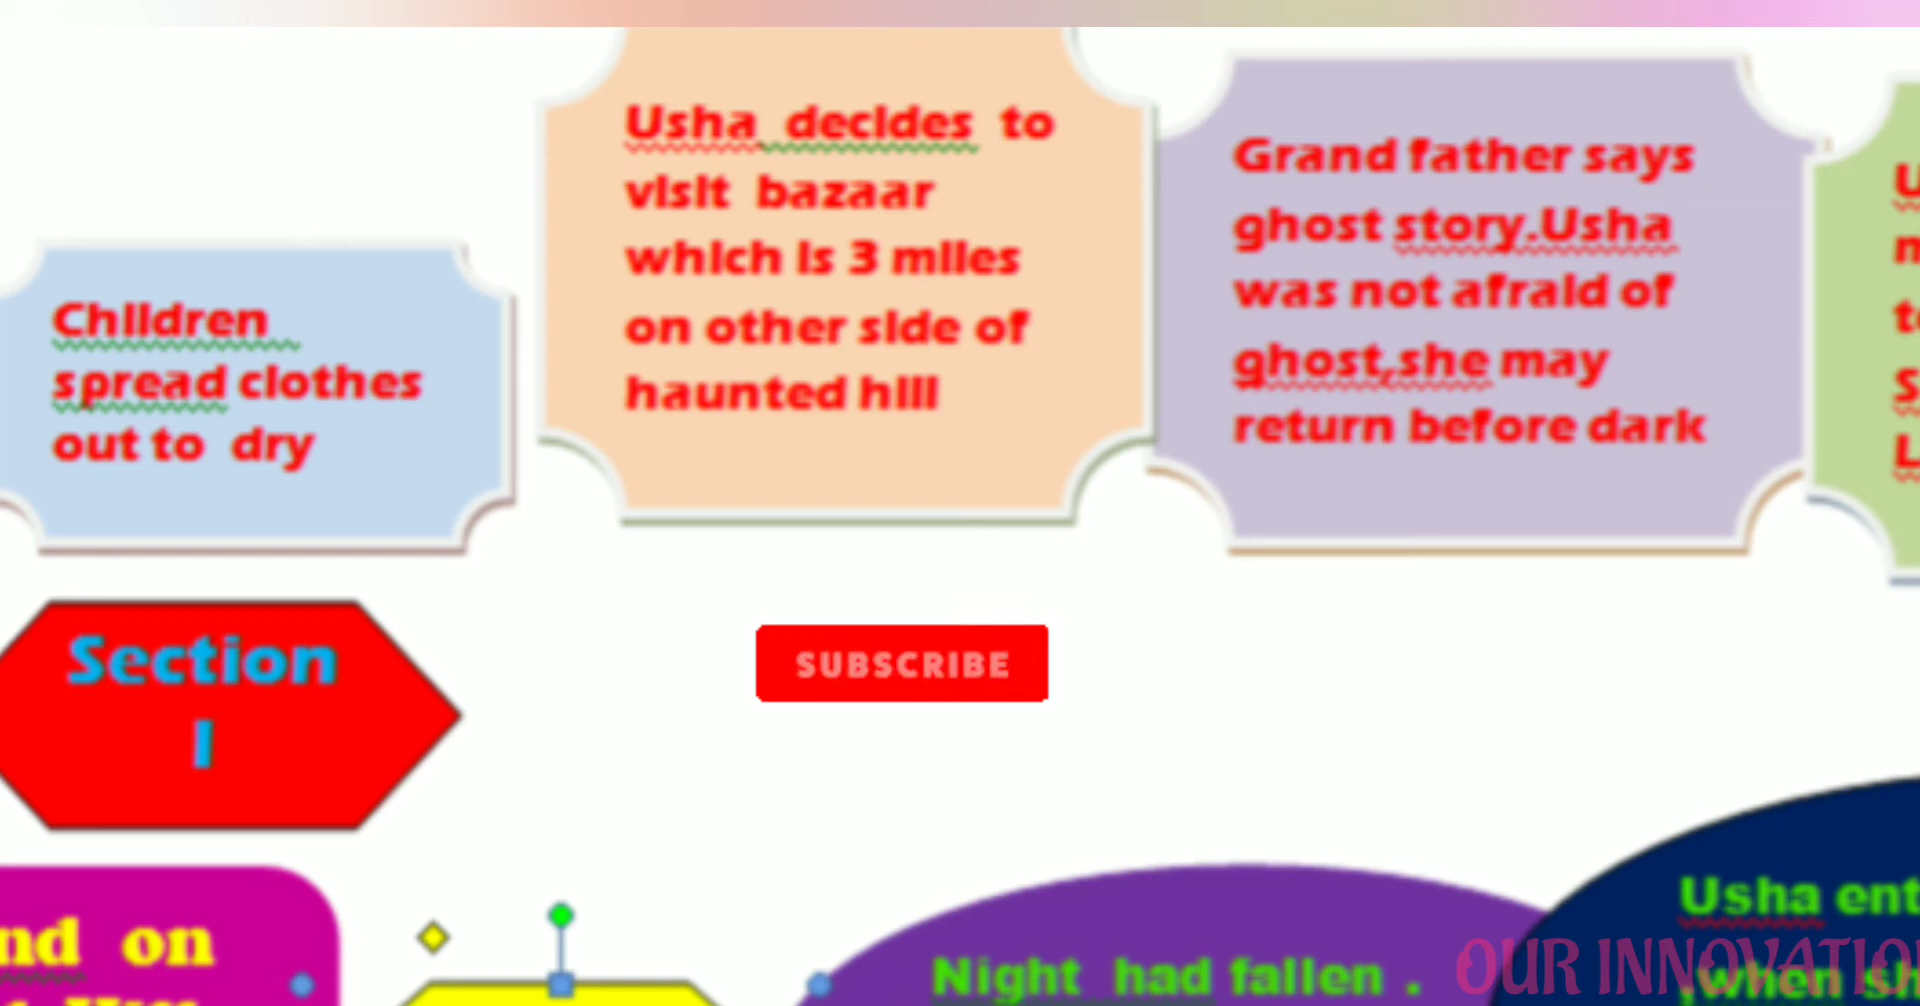 Children
spread clothes
out to dry
Usha decides to
visit bazaar
which is 3 miles
on other side of
haunted hill
Grand father says
ghost story.Usha
was not afraid of
ghost,she may
return before dark
Section
I
SUBSCRIBE
nd on
Night had fallen .
Usha ent
,when sh
OUR INNOVATIO